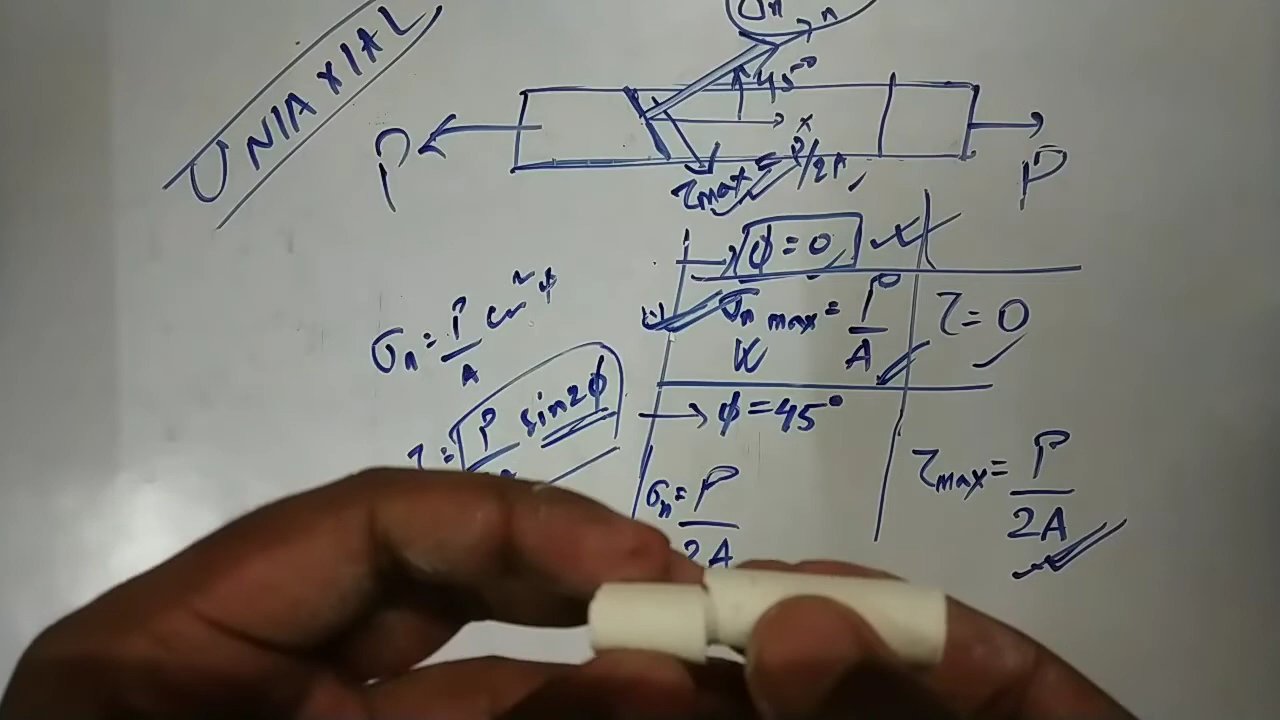 UNIAXIAL
σn n
45°
x
P P
τmax = P/2A
φ = 0
σn = P/A cos²φ
σn max = P/A τ = 0
τ = P sin2φ
φ = 45°
σn = P/2A τmax = P/2A